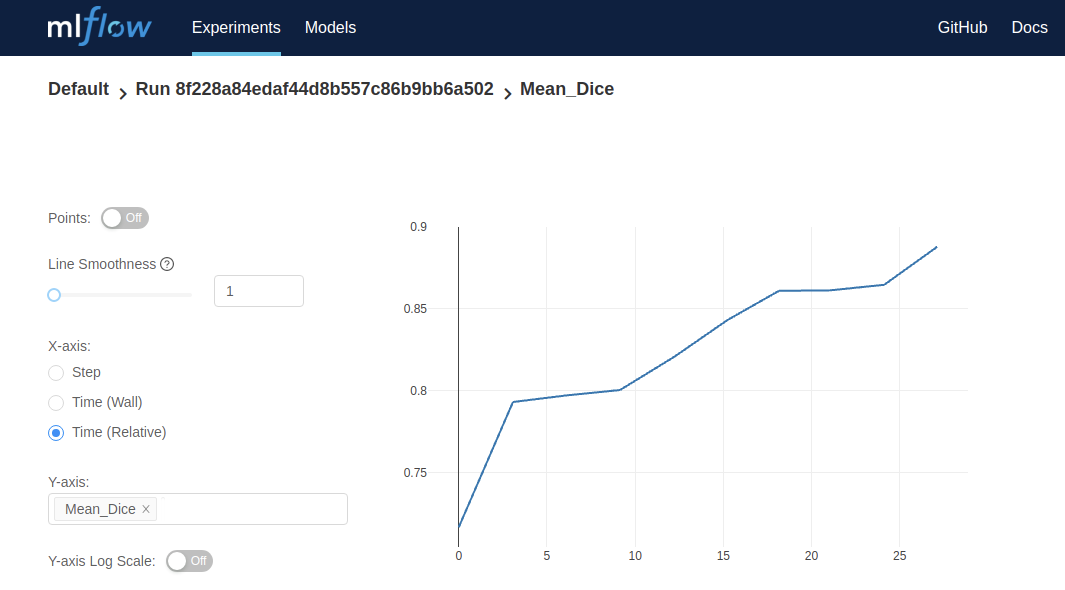 mlflow Experiments Models GitHub Docs
Default > Run 8f228a84edaf44d8b557c86b9bb6a502 > Mean_Dice
Points: Off
Line Smoothness ?
1
X-axis:
Step
Time (Wall)
Time (Relative)
Y-axis:
Mean_Dice ×
Y-axis Log Scale: Off
0.9
0.85
0.8
0.75
0 5 10 15 20 25